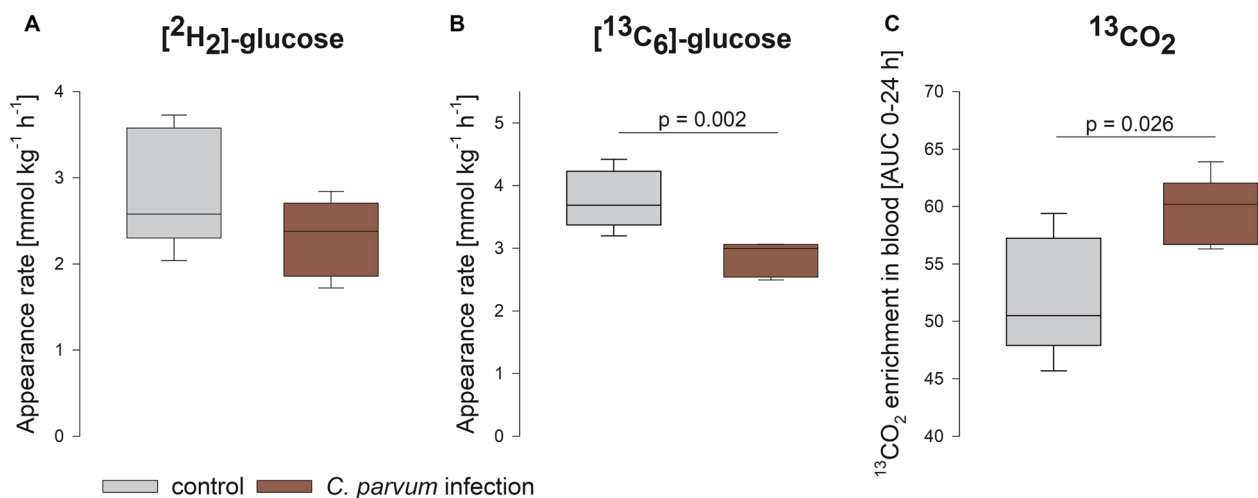 A
[²H₂]-glucose
Appearance rate [mmol kg⁻¹ h⁻¹]
4
3
2
1
0
B
[¹³C₆]-glucose
Appearance rate [mmol kg⁻¹ h⁻¹]
5
4
3
2
1
0
p = 0.002
C
¹³CO₂
¹³CO₂ enrichment in blood [AUC 0-24 h]
70
65
60
55
50
45
40
p = 0.026
control
C. parvum infection